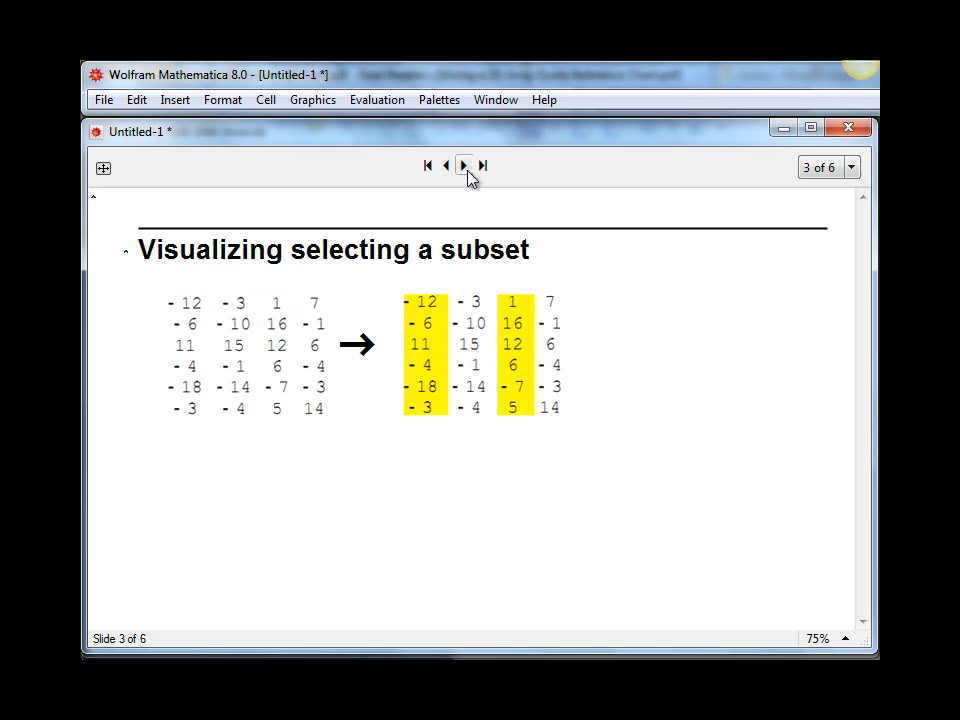 Wolfram Mathematica 8.0 - [Untitled-1 *]
File Edit Insert Format Cell Graphics Evaluation Palettes Window Help
Untitled-1 *
3 of 6
Visualizing selecting a subset
- 12 - 3 1 7 - 12 - 3 1 7
- 6 - 10 16 - 1 - 6 - 10 16 - 1
11 15 12 6 → 11 15 12 6
- 4 - 1 6 - 4 - 4 - 1 6 - 4
- 18 - 14 - 7 - 3 - 18 - 14 - 7 - 3
- 3 - 4 5 14 - 3 - 4 5 14
Slide 3 of 6 75%